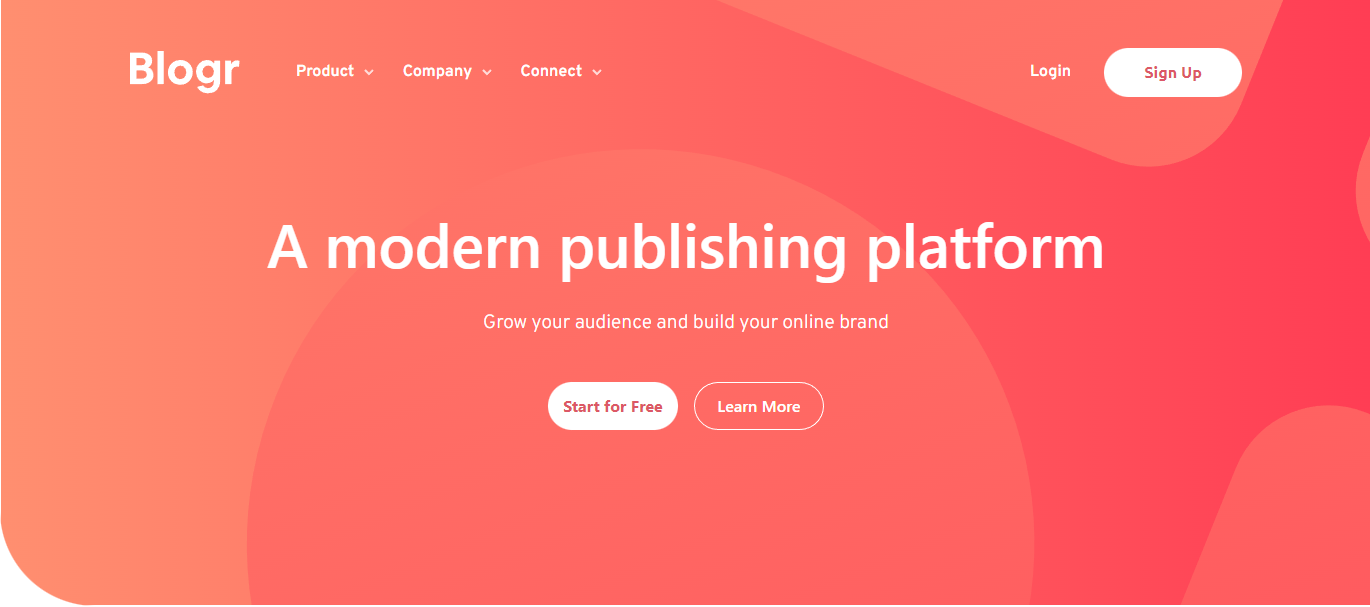 Blogr Product Company Connect Login Sign Up
A modern publishing platform
Grow your audience and build your online brand
Start for Free Learn More